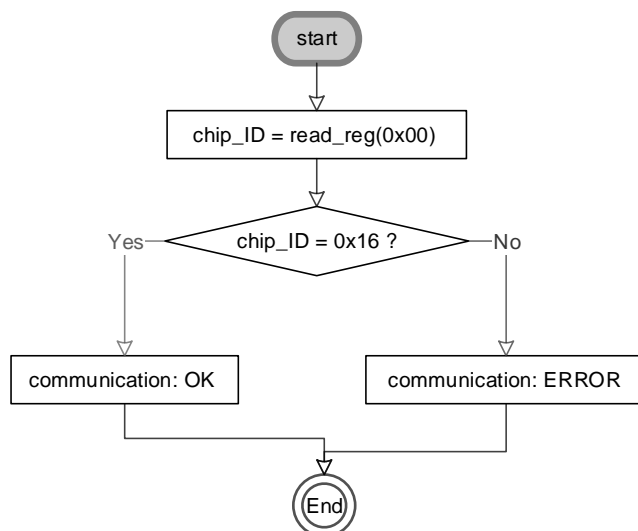 start
chip_ID = read_reg(0x00)
chip_ID = 0x16 ?
Yes
No
communication: OK
communication: ERROR
End